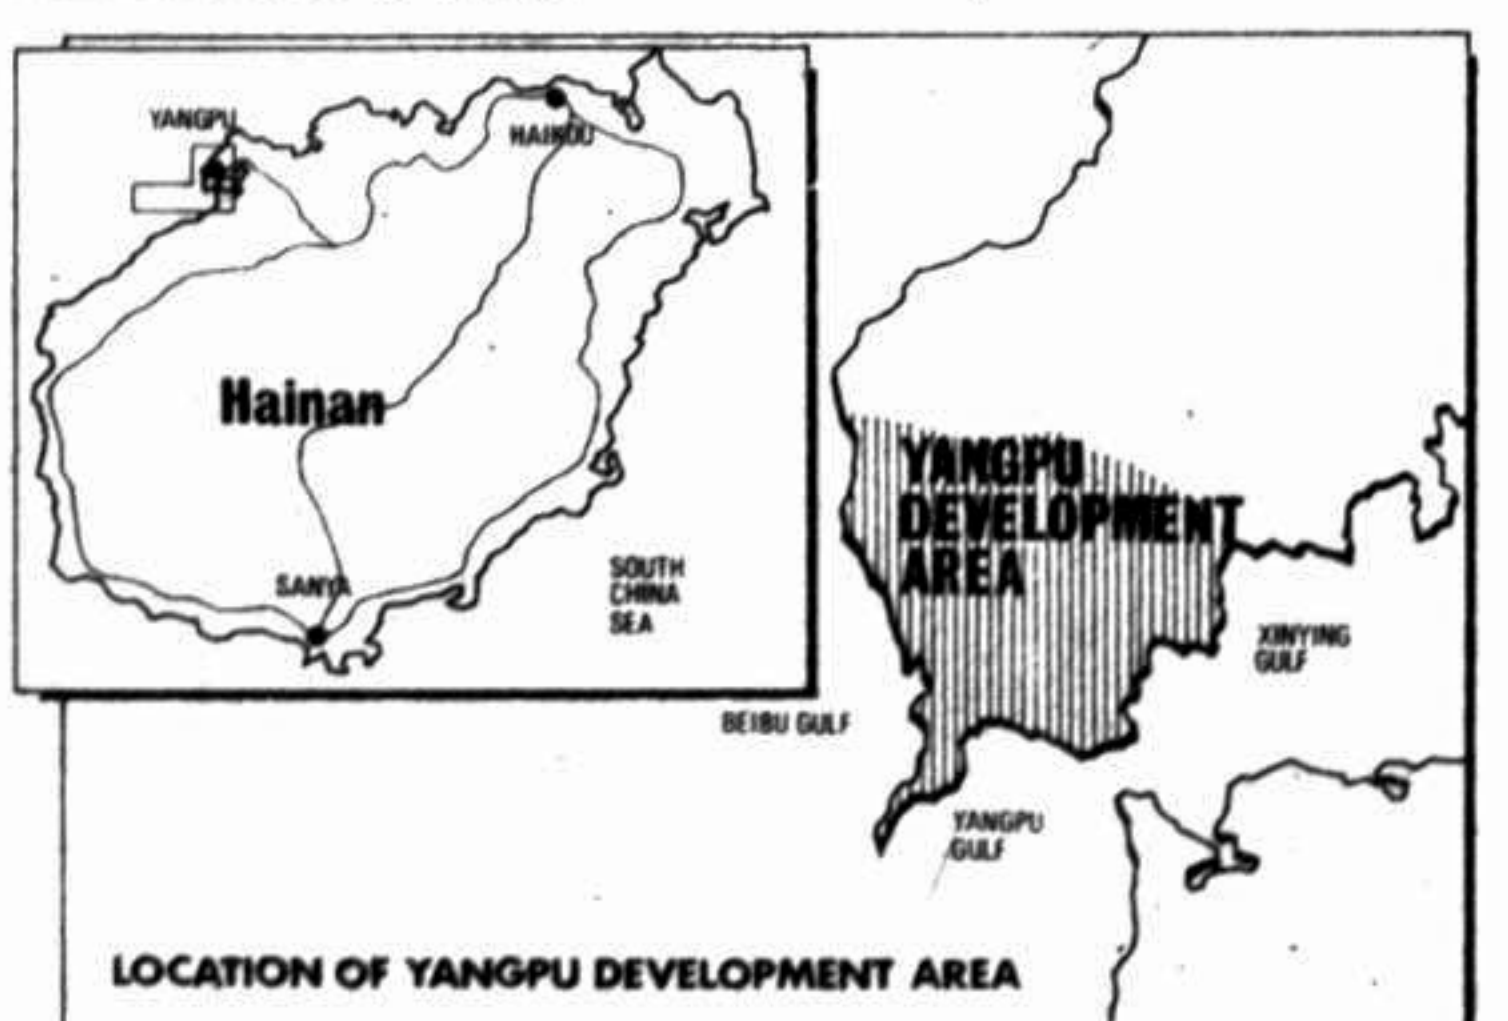 YANGPU
HAIKOU
Hainan
SANYA
SOUTH
CHINA
SEA
YANGPU
DEVELOPMENT
AREA
XINYING
GULF
BEIBU GULF
YANGPU
GULF
LOCATION OF YANGPU DEVELOPMENT AREA